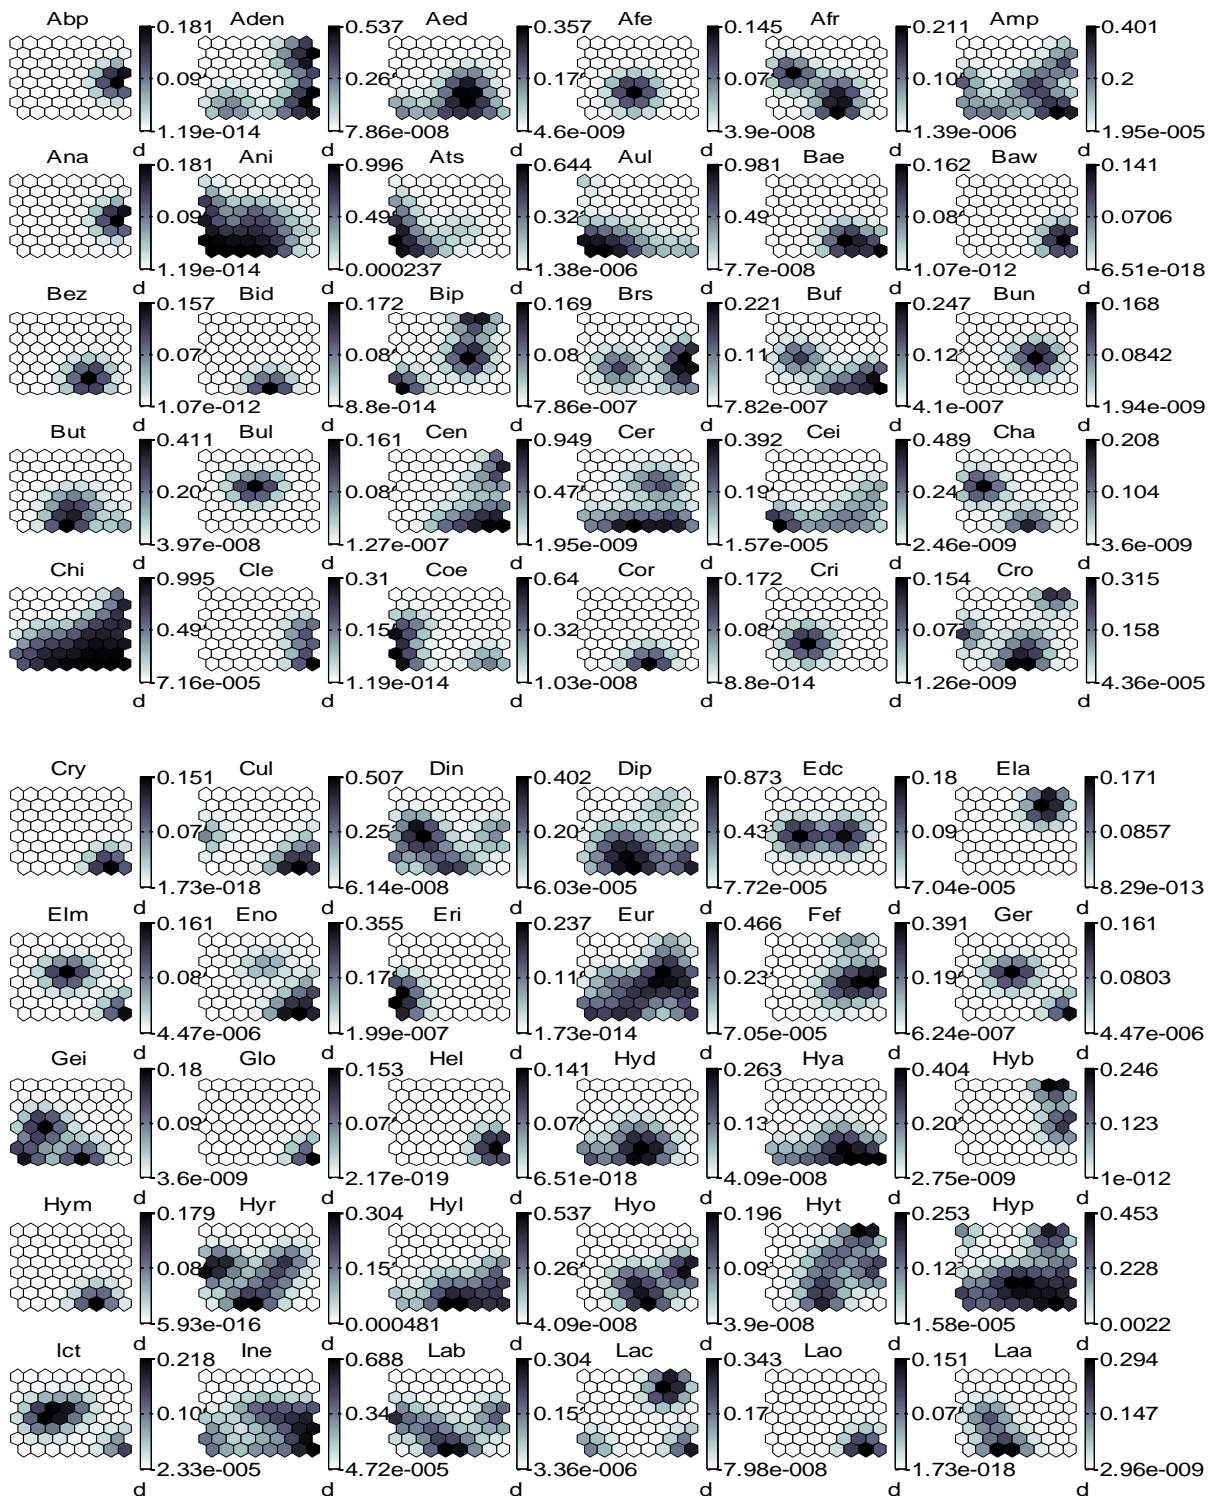 Abp Aden Aed Afe Afr Amp
0.181 0.537 0.357 0.145 0.211 0.401
0.2
1.19e-014 7.86e-008 4.6e-009 3.9e-008 1.39e-006 1.95e-005
d d d d d d
Ana Ani Ats Aul Bae Baw
0.181 0.996 0.644 0.981 0.162 0.141
0.49 0.0706
1.19e-014 0.000237 1.38e-006 7.7e-008 1.07e-012 6.51e-018
d d d d d d
Bez Bid Bip Brs Buf Bun
0.157 0.172 0.169 0.221 0.247 0.168
0.08 0.11 0.0842
1.07e-012 8.8e-014 7.86e-007 7.82e-007 4.1e-007 1.94e-009
d d d d d d
But Bul Cen Cer Cei Cha
0.411 0.161 0.949 0.392 0.489 0.208
0.24 0.104
3.97e-008 1.27e-007 1.95e-009 1.57e-005 2.46e-009 3.6e-009
d d d d d d
Chi Cle Coe Cor Cri Cro
0.995 0.31 0.64 0.172 0.154 0.315
0.32 0.158
7.16e-005 1.19e-014 1.03e-008 8.8e-014 1.26e-009 4.36e-005
d d d d d d
Cry Cul Din Dip Edc Ela
0.151 0.507 0.402 0.873 0.18 0.171
0.09 0.0857
1.73e-018 6.14e-008 6.03e-005 7.72e-005 7.04e-005 8.29e-013
d d d d d d
Elm Eno Eri Eur Fef Ger
0.161 0.355 0.237 0.466 0.391 0.161
0.0803
4.47e-006 1.99e-007 1.73e-014 7.05e-005 6.24e-007 4.47e-006
d d d d d d
Gei Glo Hel Hyd Hya Hyb
0.18 0.153 0.141 0.263 0.404 0.246
0.123
3.6e-009 2.17e-019 6.51e-018 4.09e-008 2.75e-009 1e-012
d d d d d d
Hym Hyr Hyl Hyo Hyt Hyp
0.179 0.304 0.537 0.196 0.253 0.453
0.228
5.93e-016 0.000481 4.09e-008 3.9e-008 1.58e-005 0.0022
d d d d d d
Ict Ine Lab Lac Lao Laa
0.218 0.688 0.304 0.343 0.151 0.294
0.147
2.33e-005 4.72e-005 3.36e-006 7.98e-008 1.73e-018 2.96e-009
d d d d d d